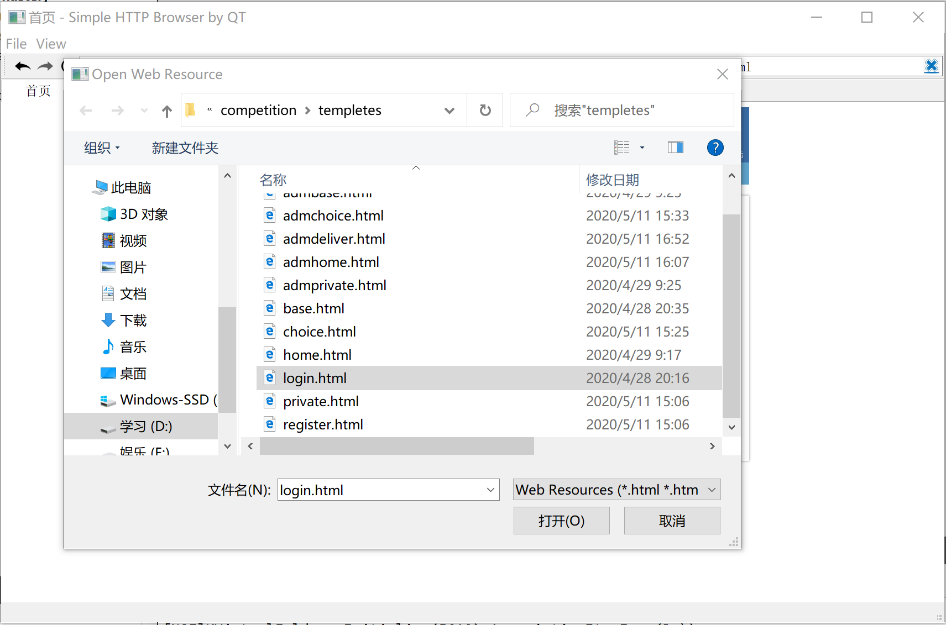 首页 - Simple HTTP Browser by QT
File View
ml
首页
Open Web Resource
« competition › templetes
搜索"templetes"
组织 新建文件夹
?
此电脑
3D 对象
视频
图片
文档
下载
音乐
桌面
Windows-SSD (
学习 (D:)
娱乐 (E:)
名称 修改日期
admbase.html 2020/4/29 9:25
admchoice.html 2020/5/11 15:33
admdeliver.html 2020/5/11 16:52
admhome.html 2020/5/11 16:07
admprivate.html 2020/4/29 9:25
base.html 2020/4/28 20:35
choice.html 2020/5/11 15:25
home.html 2020/4/29 9:17
login.html 2020/4/28 20:16
private.html 2020/5/11 15:06
register.html 2020/5/11 15:06
文件名(N): login.html Web Resources (*.html *.htm
打开(O) 取消